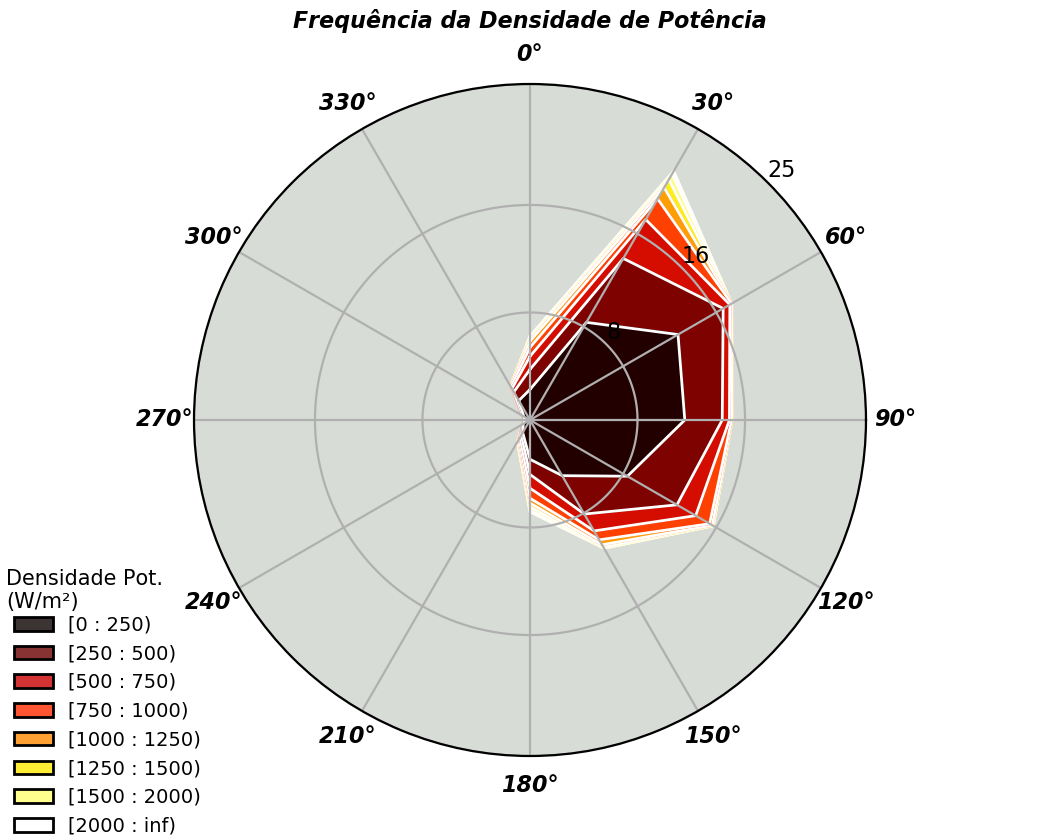 Frequência da Densidade de Potência
0°
330°
30°
25
300°
60°
16
8
270°
90°
240°
120°
210°
150°
180°
Densidade Pot.
(W/m²)
[0 : 250)
[250 : 500)
[500 : 750)
[750 : 1000)
[1000 : 1250)
[1250 : 1500)
[1500 : 2000)
[2000 : inf)